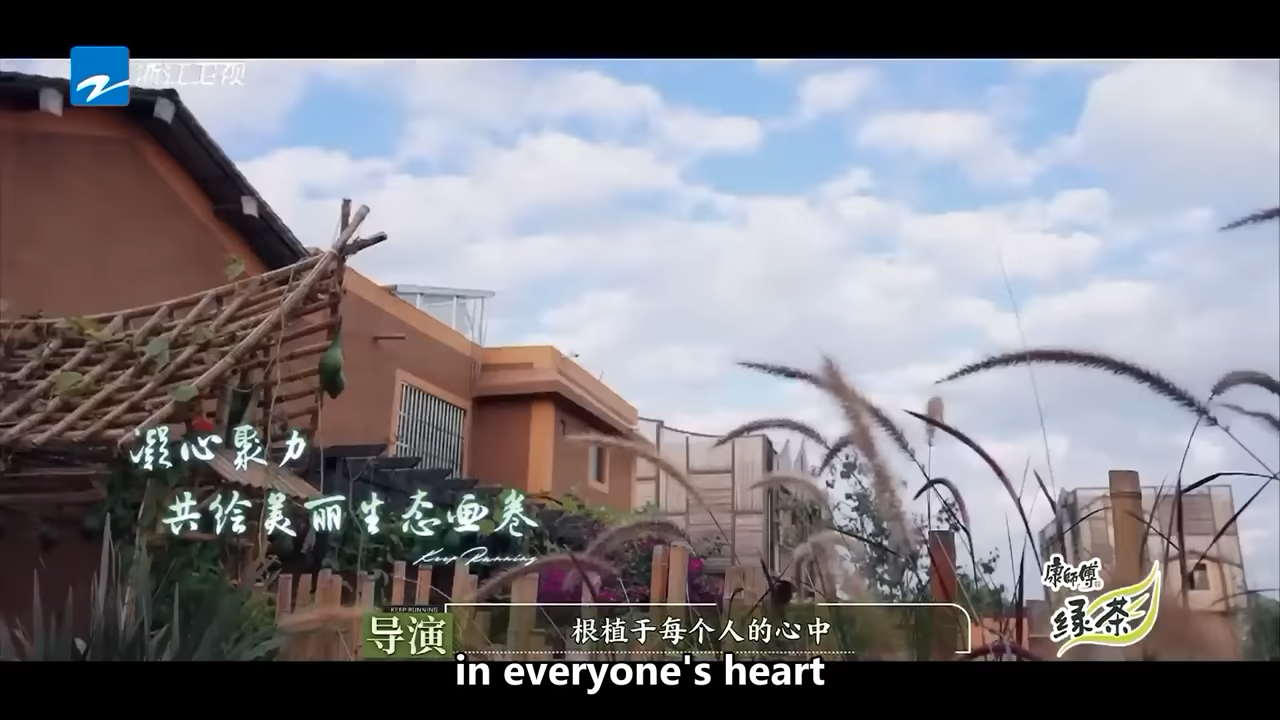 浙江卫视
凝心聚力
共绘美丽生态画卷
Keep Running
KEEP RUNNING
导演
根植于每个人的心中
康師傅
绿茶
in everyone's heart